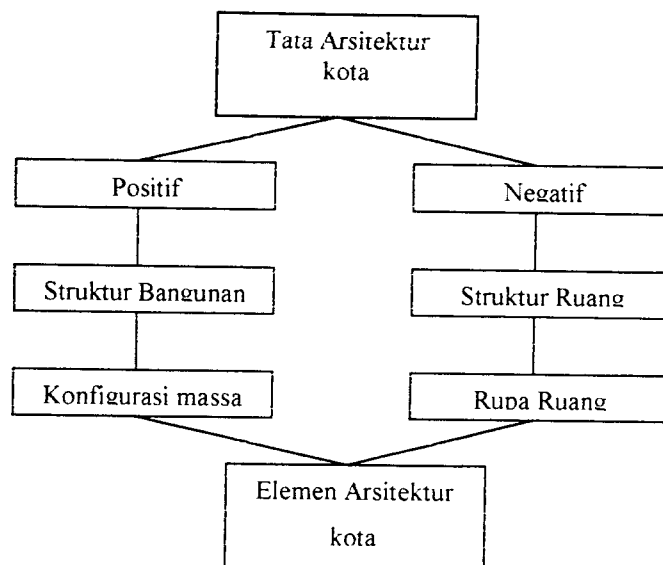 Tata Arsitektur
kota
Positif
Negatif
Struktur Bangunan
Struktur Ruang
Konfigurasi massa
Rupa Ruang
Elemen Arsitektur
kota